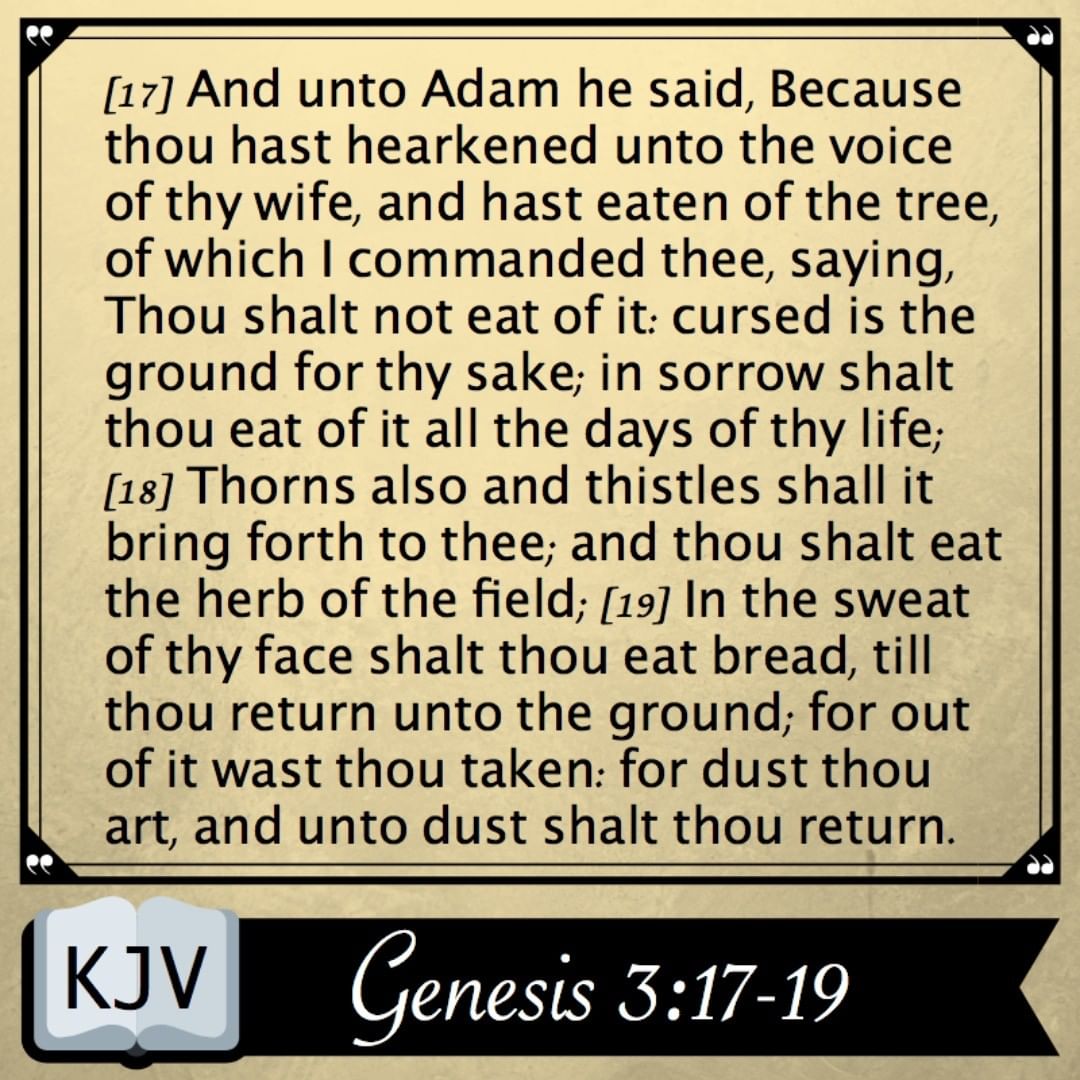 [17] And unto Adam he said, Because
thou hast hearkened unto the voice
of thy wife, and hast eaten of the tree,
of which I commanded thee, saying,
Thou shalt not eat of it: cursed is the
ground for thy sake; in sorrow shalt
thou eat of it all the days of thy life;
[18] Thorns also and thistles shall it
bring forth to thee; and thou shalt eat
the herb of the field; [19] In the sweat
of thy face shalt thou eat bread, till
thou return unto the ground; for out
of it wast thou taken: for dust thou
art, and unto dust shalt thou return.
KJV
Genesis 3:17-19